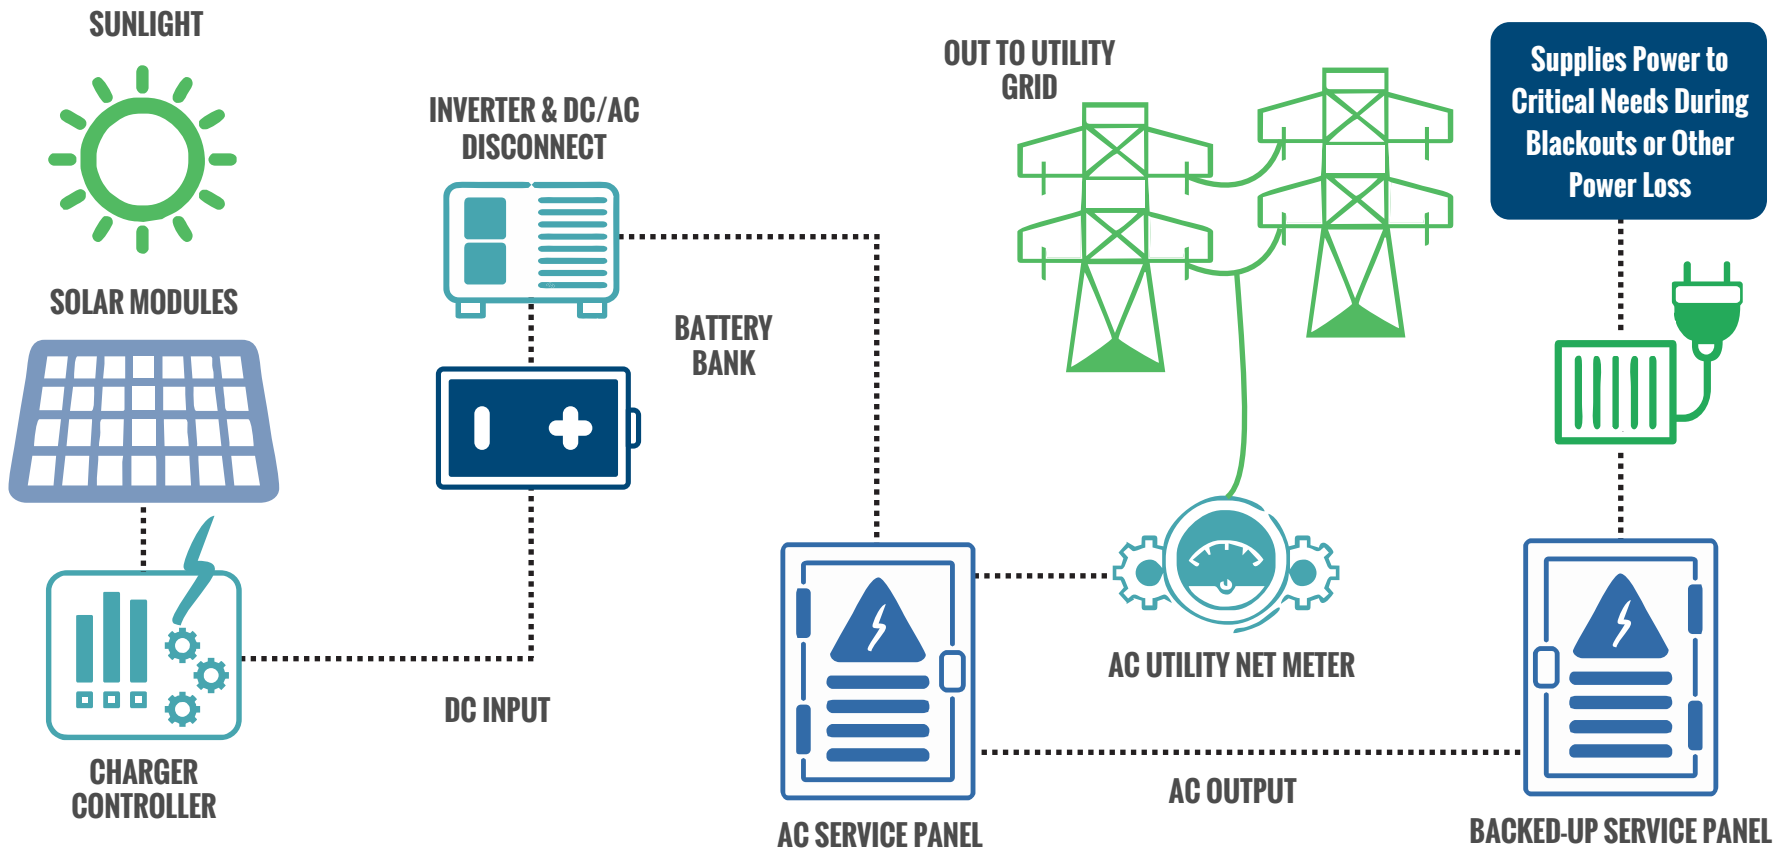 SUNLIGHT
SOLAR MODULES
CHARGER
CONTROLLER
INVERTER & DC/AC
DISCONNECT
BATTERY
BANK
DC INPUT
OUT TO UTILITY
GRID
AC SERVICE PANEL
AC UTILITY NET METER
AC OUTPUT
Supplies Power to
Critical Needs During
Blackouts or Other
Power Loss
BACKED-UP SERVICE PANEL